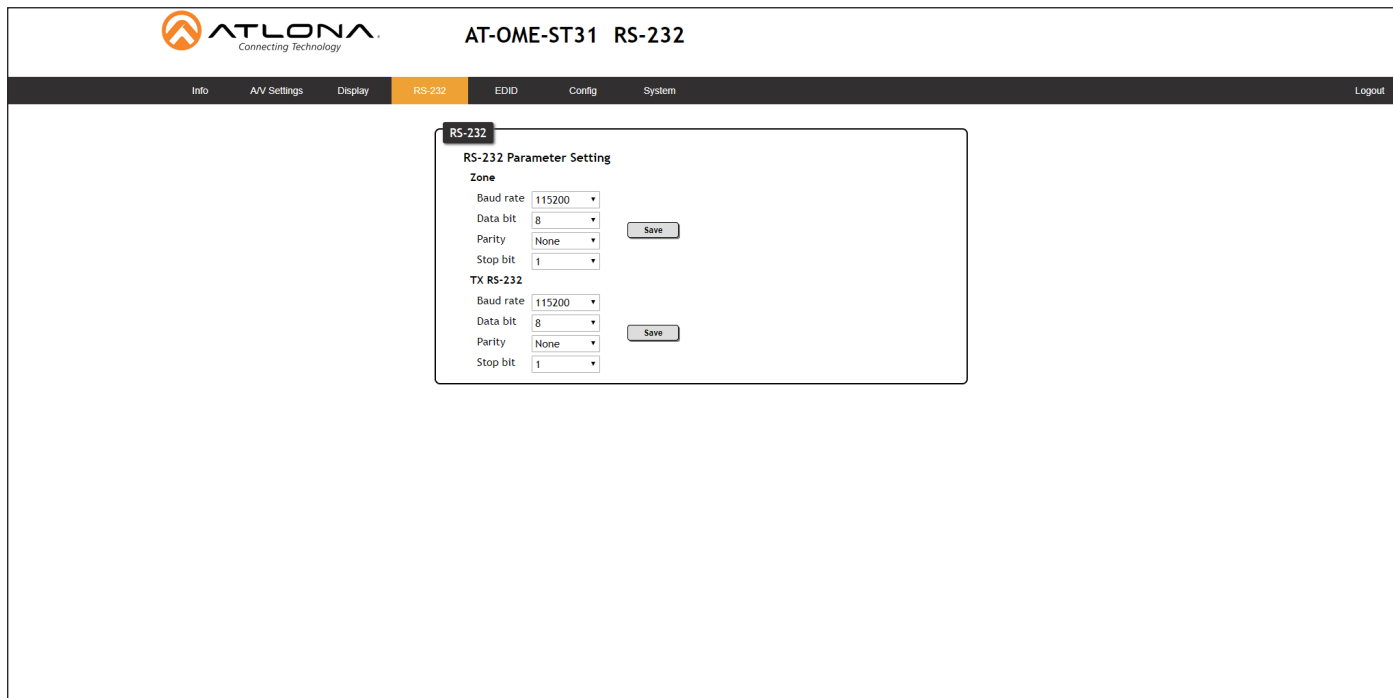 ATLONA.
Connecting Technology
AT-OME-ST31 RS-232
Info A/V Settings Display RS-232 EDID Config System Logout
RS-232
RS-232 Parameter Setting
Zone
Baud rate 115200
Data bit 8
Save
Parity None
Stop bit 1
TX RS-232
Baud rate 115200
Data bit 8
Save
Parity None
Stop bit 1